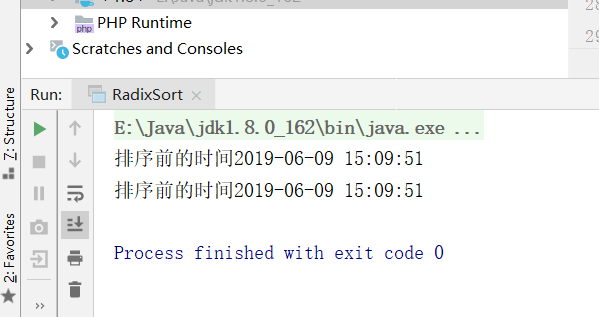 PHP Runtime
Scratches and Consoles
28
29
Run: RadixSort ×
E:\Java\jdk1.8.0_162\bin\java.exe ...
排序前的时间2019-06-09 15:09:51
排序前的时间2019-06-09 15:09:51
Process finished with exit code 0
Z: Structure
2: Favorites